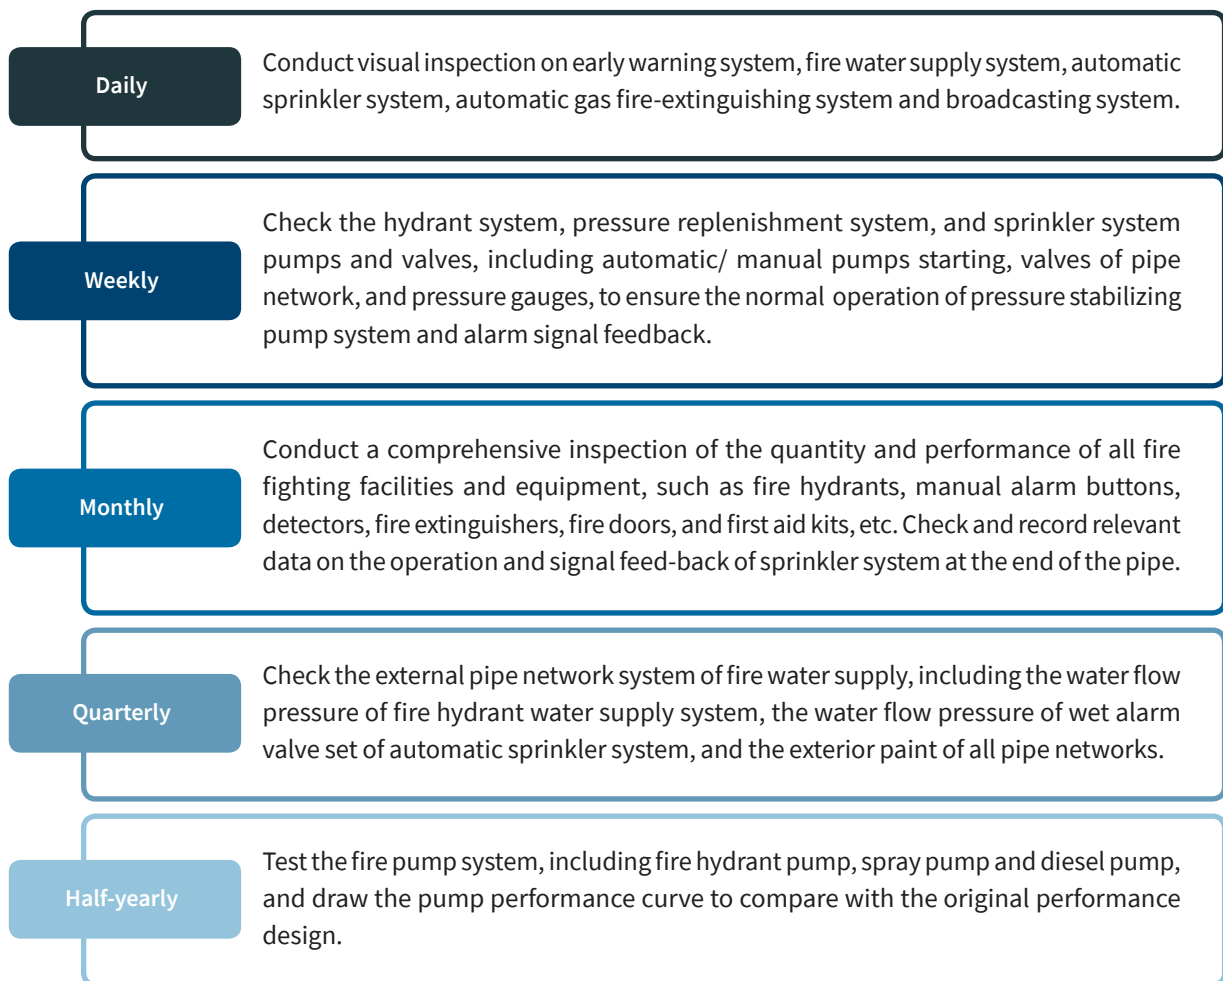 Daily
Conduct visual inspection on early warning system, fire water supply system, automatic
sprinkler system, automatic gas fire-extinguishing system and broadcasting system.
Weekly
Check the hydrant system, pressure replenishment system, and sprinkler system
pumps and valves, including automatic/ manual pumps starting, valves of pipe
network, and pressure gauges, to ensure the normal operation of pressure stabilizing
pump system and alarm signal feedback.
Monthly
Conduct a comprehensive inspection of the quantity and performance of all fire
fighting facilities and equipment, such as fire hydrants, manual alarm buttons,
detectors, fire extinguishers, fire doors, and first aid kits, etc. Check and record relevant
data on the operation and signal feed-back of sprinkler system at the end of the pipe.
Quarterly
Check the external pipe network system of fire water supply, including the water flow
pressure of fire hydrant water supply system, the water flow pressure of wet alarm
valve set of automatic sprinkler system, and the exterior paint of all pipe networks.
Half-yearly
Test the fire pump system, including fire hydrant pump, spray pump and diesel pump,
and draw the pump performance curve to compare with the original performance
design.